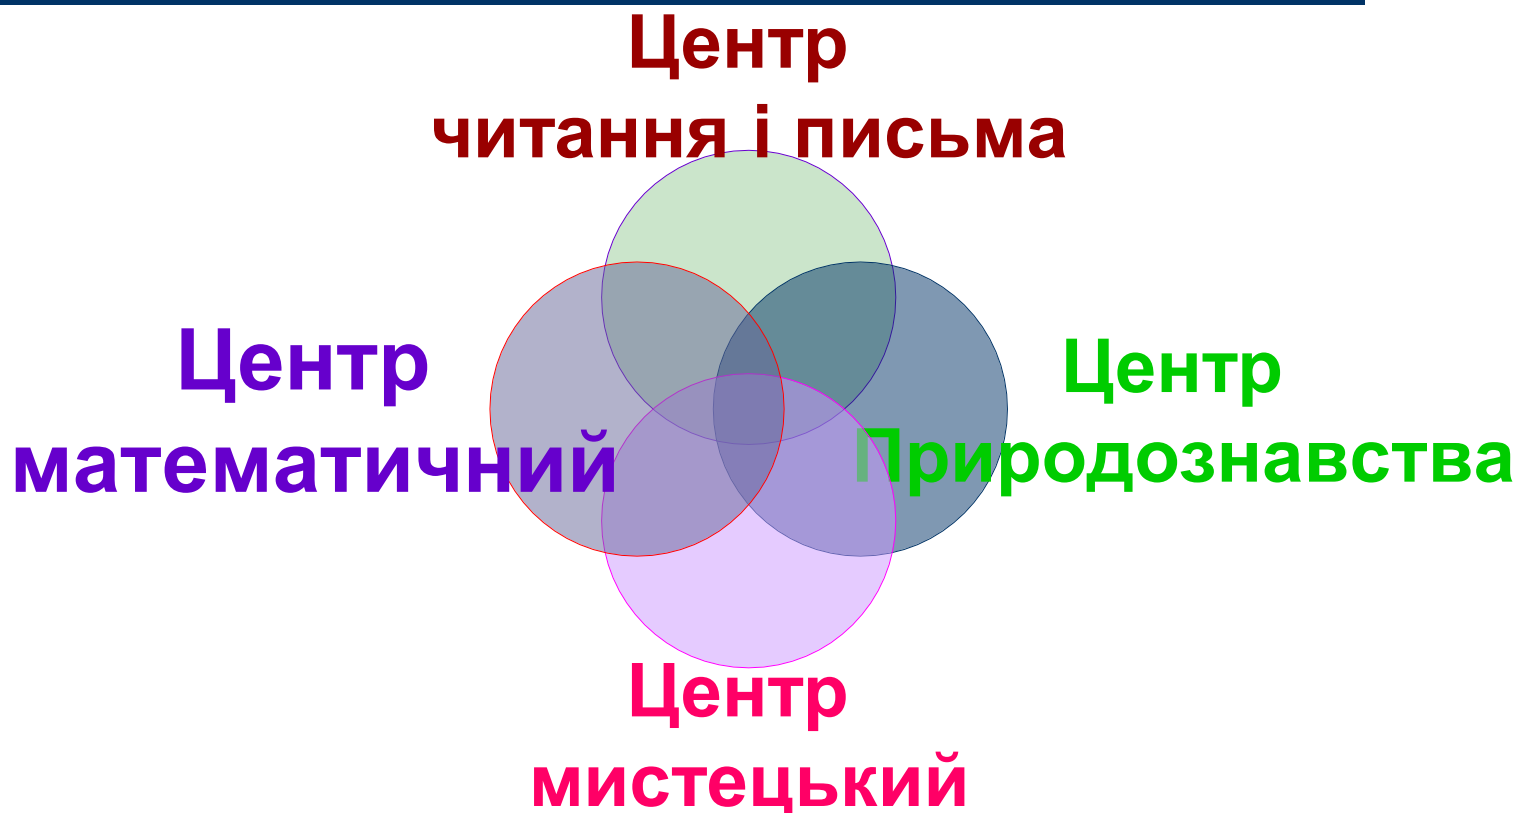 Центр
читання і письма
Центр
математичний
Центр
Природознавства
Центр
мистецький